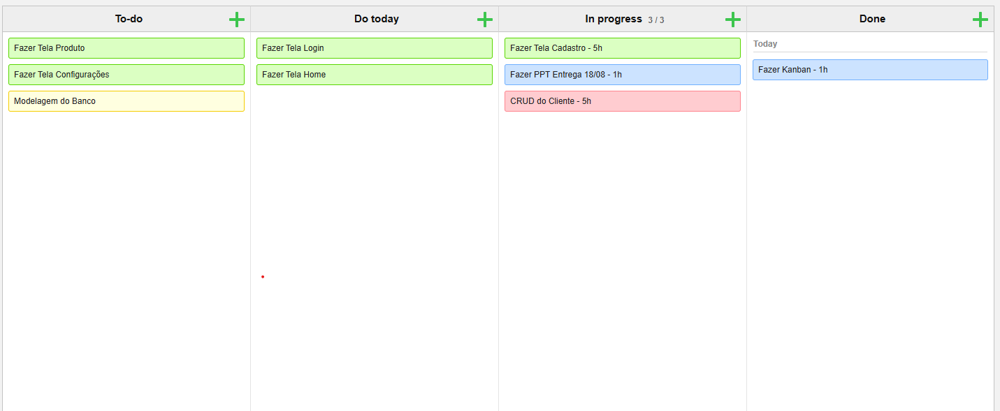 To-do
Fazer Tela Produto
Fazer Tela Configurações
Modelagem do Banco
Do today
Fazer Tela Login
Fazer Tela Home
In progress 3 / 3
Fazer Tela Cadastro - 5h
Fazer PPT Entrega 18/08 - 1h
CRUD do Cliente - 5h
Done
Today
Fazer Kanban - 1h